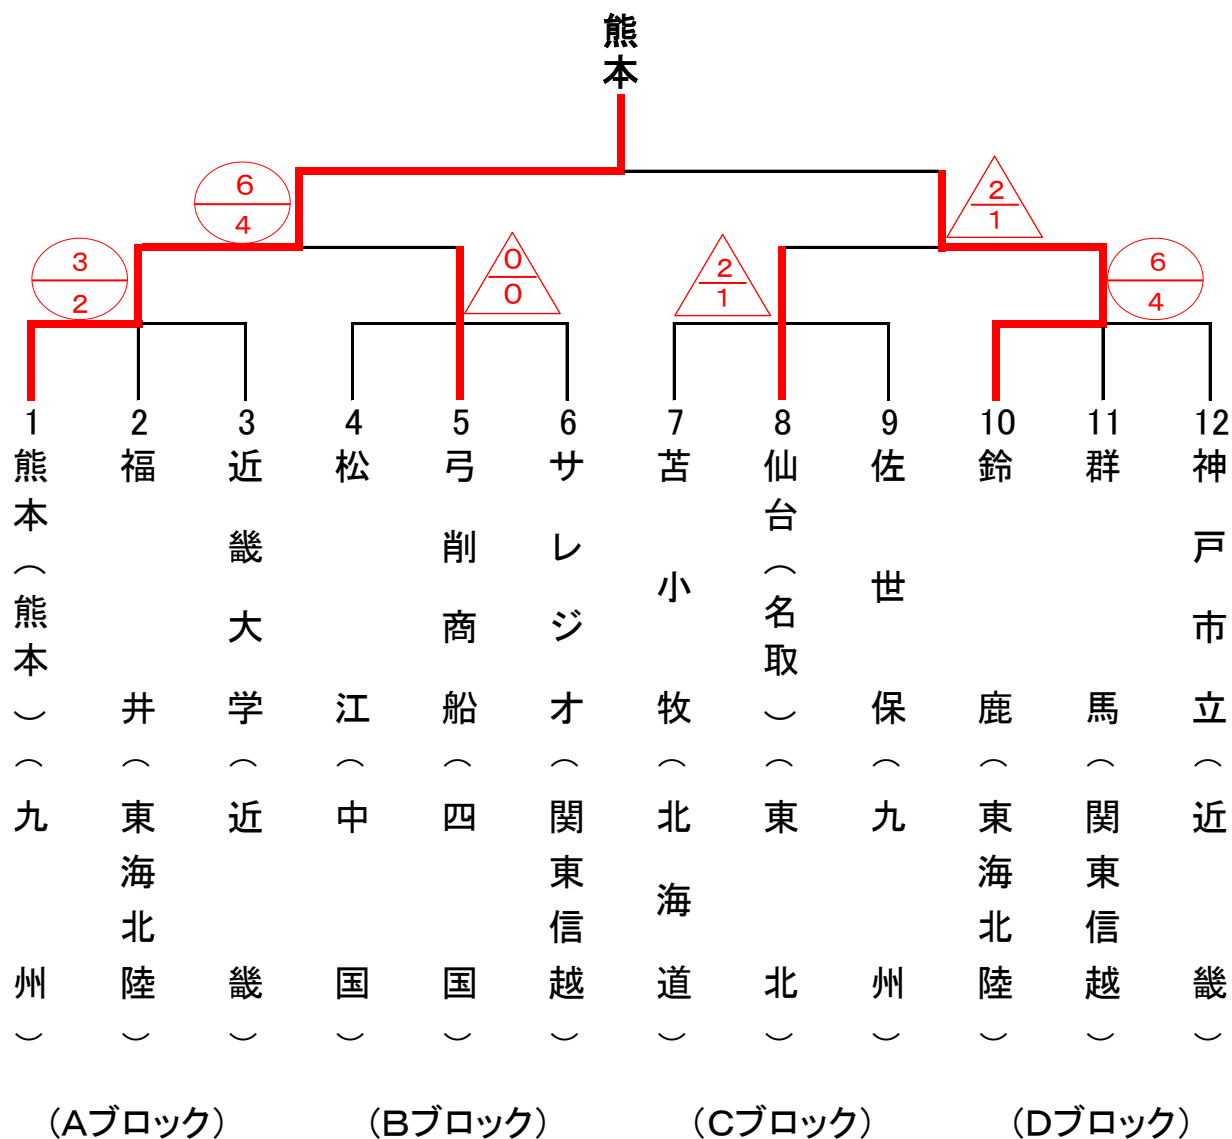 熊本
6
4
2
1
3
2
0
0
2
1
6
4
1
2
3
4
5
6
7
8
9
10
11
12
熊本(熊本)(九州)
福井(東海北陸)
近畿大学(近畿)
松江(中国)
弓削商船(四国)
サレジオ(関東信越)
苫小牧(北海道)
仙台(名取)(東北)
佐世保(九州)
鈴鹿(東海北陸)
群馬(関東信越)
神戸市立(近畿)
(Aブロック)
(Bブロック)
(Cブロック)
(Dブロック)